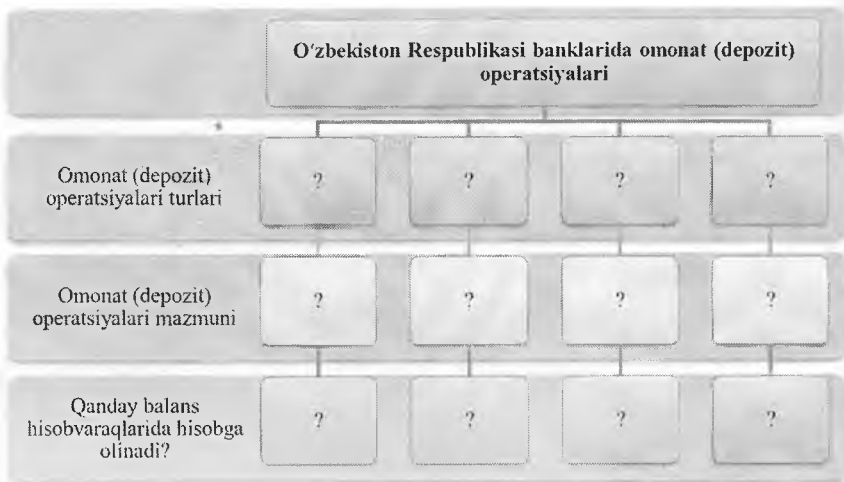 O‘zbekiston Respublikasi banklarida omonat (depozit)
operatsiyalari
Omonat (depozit)
operatsiyalari turlari
? ? ? ?
Omonat (depozit)
operatsiyalari mazmuni
? ? ? ?
Qanday balans
hisobvaraqlarida hisobga
olinadi?
? ? ? ?